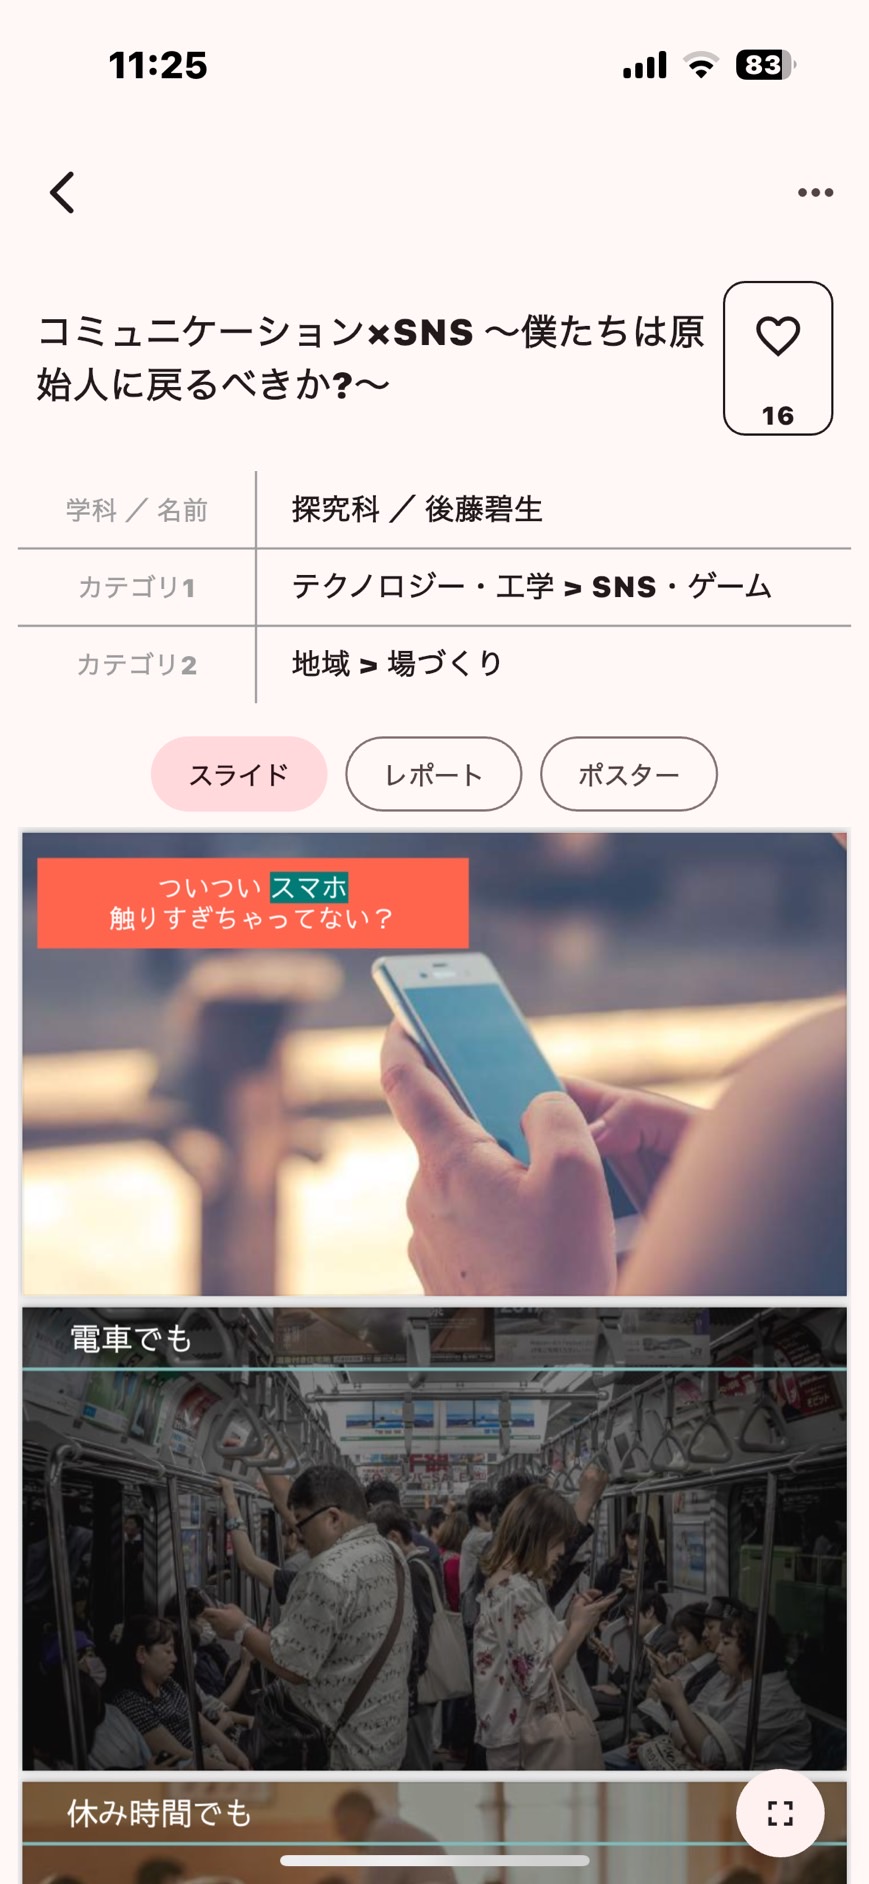 11:25
83
コミュニケーション×SNS 〜僕たちは原
始人に戻るべきか?〜
16
学科 ／ 名前
探究科 ／ 後藤碧生
カテゴリ1
テクノロジー・工学 > SNS・ゲーム
カテゴリ2
地域 > 場づくり
スライド
レポート
ポスター
ついつい スマホ
触りすぎちゃってない？
電車でも
休み時間でも